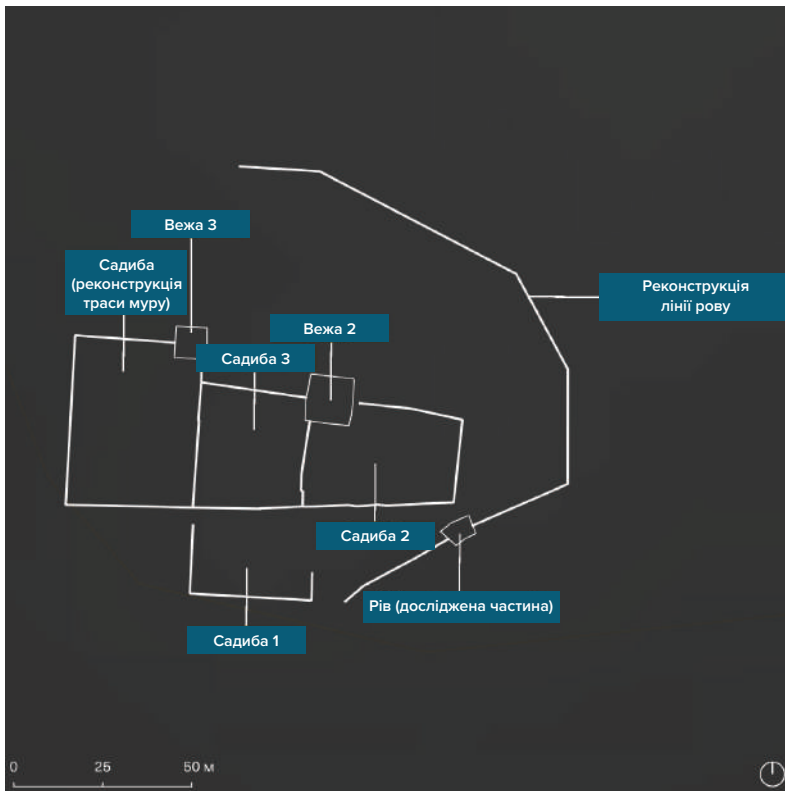 Вежа 3
Садиба
(реконструкція
траси муру)
Реконструкція
лінії рову
Вежа 2
Садиба 3
Садиба 2
Рів (досліджена частина)
Садиба 1
0 25 50 м